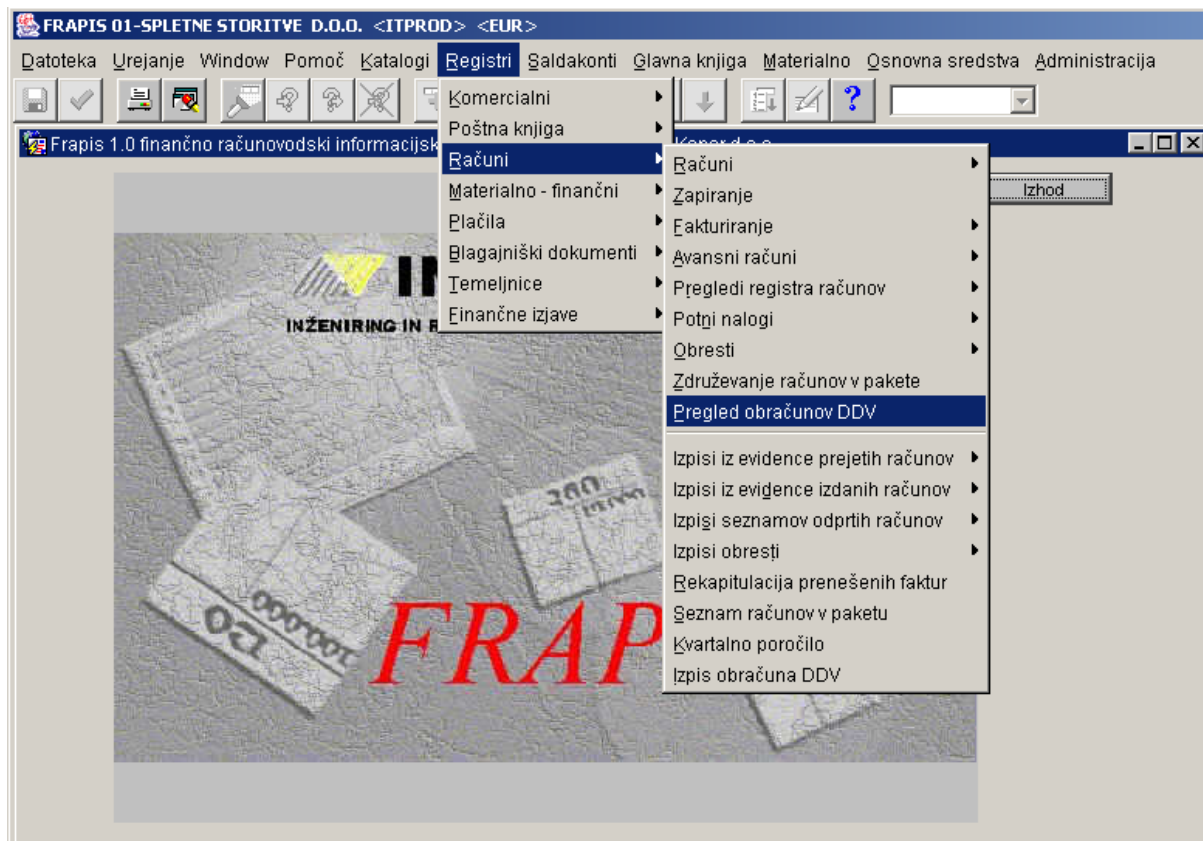 FRAPIS 01-SPLETNE STORITVE D.O.O. <ITPROD> <EUR>
Datoteka Urejanje Window Pomoč Katalogi Registri Saldakonti Glavna knjiga Materialno Osnovna sredstva Administracija
Frapis 1.0 finančno računovodski
Izhod
Komercialni
Poštna knjiga
Računi
Materialno - finančni
Plačila
Blagajniški dokumenti
Temeljnice
Finančne izjave
Računi
Zapiranje
Fakturiranje
Avansni računi
Pregledi registra računov
Potni nalogi
Obresti
Združevanje računov v pakete
Pregled obračunov DDV
Izpisi iz evidence prejetih računov
Izpisi iz evidence izdanih računov
Izpisi seznamov odprtih računov
Izpisi obresti
Rekapitulacija prenešenih faktur
Seznam računov v paketu
Kvartalno poročilo
Izpis obračuna DDV
INŽENIRING IN
FRAP